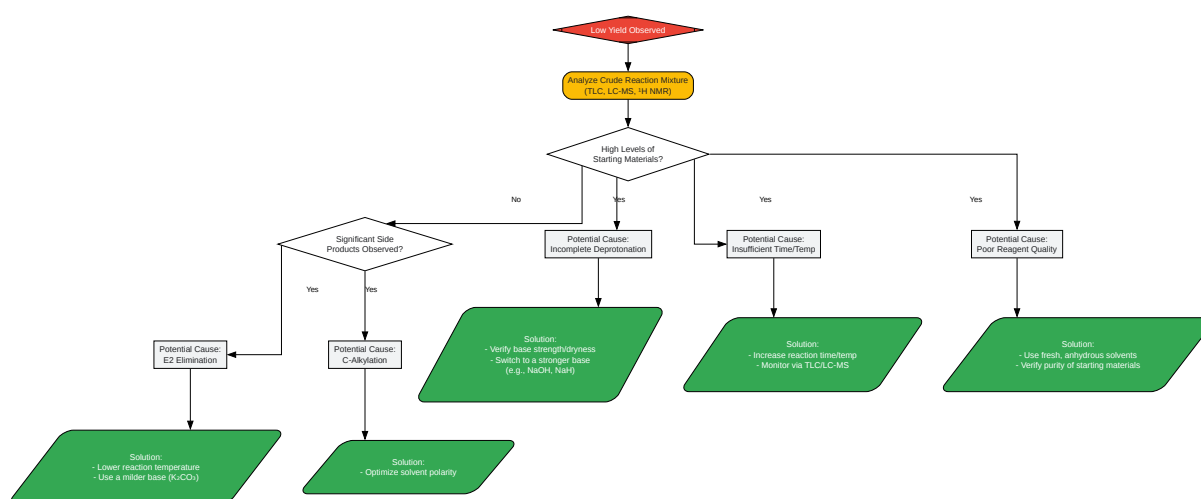 Low Yield Observed
Analyze Crude Reaction Mixture
(TLC, LC-MS, ¹H NMR)
High Levels of
Starting Materials?
No
Yes
Yes
Yes
Significant Side
Products Observed?
Potential Cause:
Incomplete Deprotonation
Potential Cause:
Insufficient Time/Temp
Potential Cause:
Poor Reagent Quality
Yes
Yes
Potential Cause:
E2 Elimination
Potential Cause:
C-Alkylation
Solution:
- Verify base strength/dryness
- Switch to a stronger base
(e.g., NaOH, NaH)
Solution:
- Increase reaction time/temp
- Monitor via TLC/LC-MS
Solution:
- Use fresh, anhydrous solvents
- Verify purity of starting materials
Solution:
- Lower reaction temperature
- Use a milder base (K₂CO₃)
Solution:
- Optimize solvent polarity